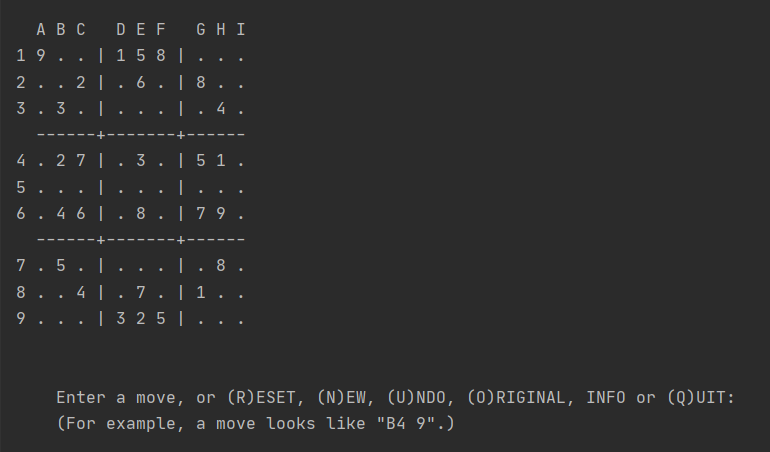 A B C   D E F   G H I
1 9 . . | 1 5 8 | . . .
2 . . 2 | . 6 . | 8 . .
3 . 3 . | . . . | . 4 .
------+-------+------
4 . 2 7 | . 3 . | 5 1 .
5 . . . | . . . | . . .
6 . 4 6 | . 8 . | 7 9 .
------+-------+------
7 . 5 . | . . . | . 8 .
8 . . 4 | . 7 . | 1 . .
9 . . . | 3 2 5 | . . .
Enter a move, or (R)ESET, (N)EW, (U)NDO, (O)RIGINAL, INFO or (Q)UIT:
(For example, a move looks like "B4 9".)